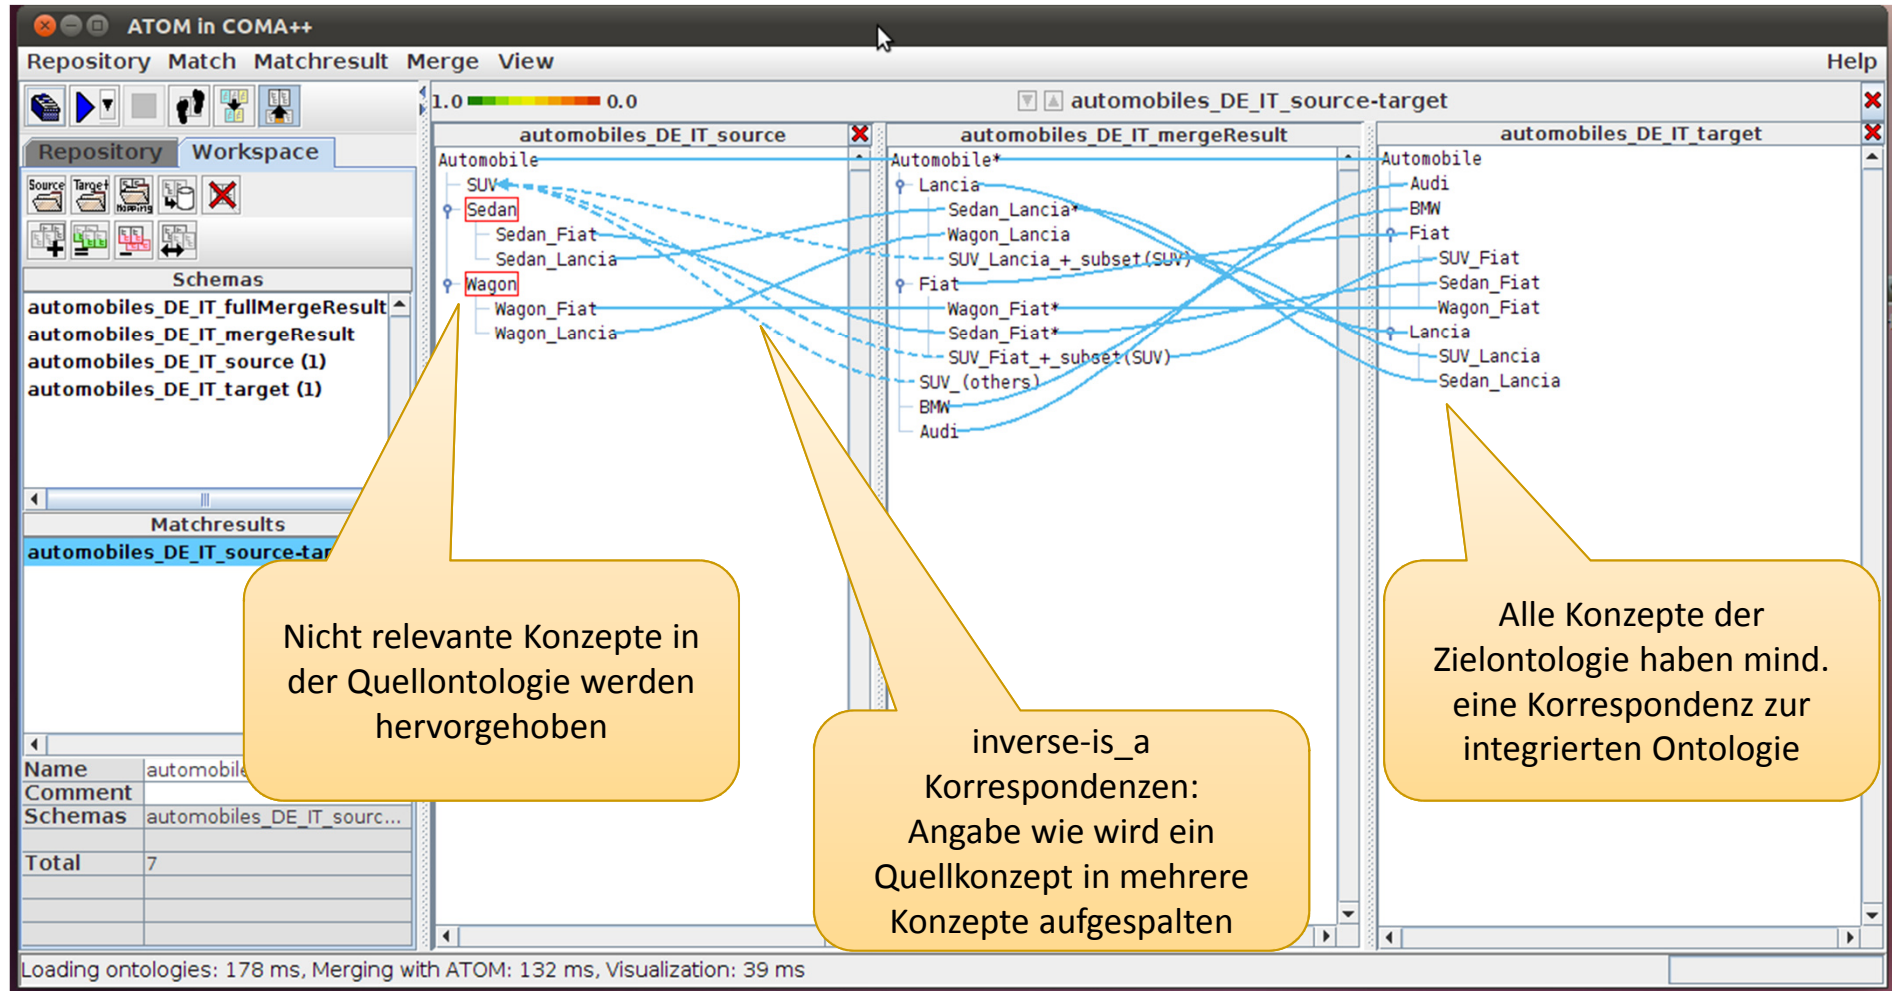 ATOM in COMA++
Repository Match Matchresult Merge View Help
1.0 0.0 automobiles_DE_IT_source-target
Repository Workspace
Source Target
Mapping
Schemas
automobiles_DE_IT_fullMergeResult
automobiles_DE_IT_mergeResult
automobiles_DE_IT_source (1)
automobiles_DE_IT_target (1)
Matchresults
automobiles_DE_IT_source-tar
Name automobile
Comment
Schemas automobiles_DE_IT_sourc...
Total 7
automobiles_DE_IT_source
Automobile
SUV
Sedan
Sedan_Fiat
Sedan_Lancia
Wagon
Wagon_Fiat
Wagon_Lancia
automobiles_DE_IT_mergeResult
Automobile*
Lancia
Sedan_Lancia*
Wagon_Lancia
SUV_Lancia_+_subset(SUV)
Fiat
Wagon_Fiat*
Sedan_Fiat*
SUV_Fiat_+_subset(SUV)
SUV_(others)
BMW
Audi
automobiles_DE_IT_target
Automobile
Audi
BMW
Fiat
SUV_Fiat
Sedan_Fiat
Wagon_Fiat
Lancia
SUV_Lancia
Sedan_Lancia
Nicht relevante Konzepte in
der Quellontologie werden
hervorgehoben
inverse-is_a
Korrespondenzen:
Angabe wie wird ein
Quellkonzept in mehrere
Konzepte aufgespalten
Alle Konzepte der
Zielontologie haben mind.
eine Korrespondenz zur
integrierten Ontologie
Loading ontologies: 178 ms, Merging with ATOM: 132 ms, Visualization: 39 ms